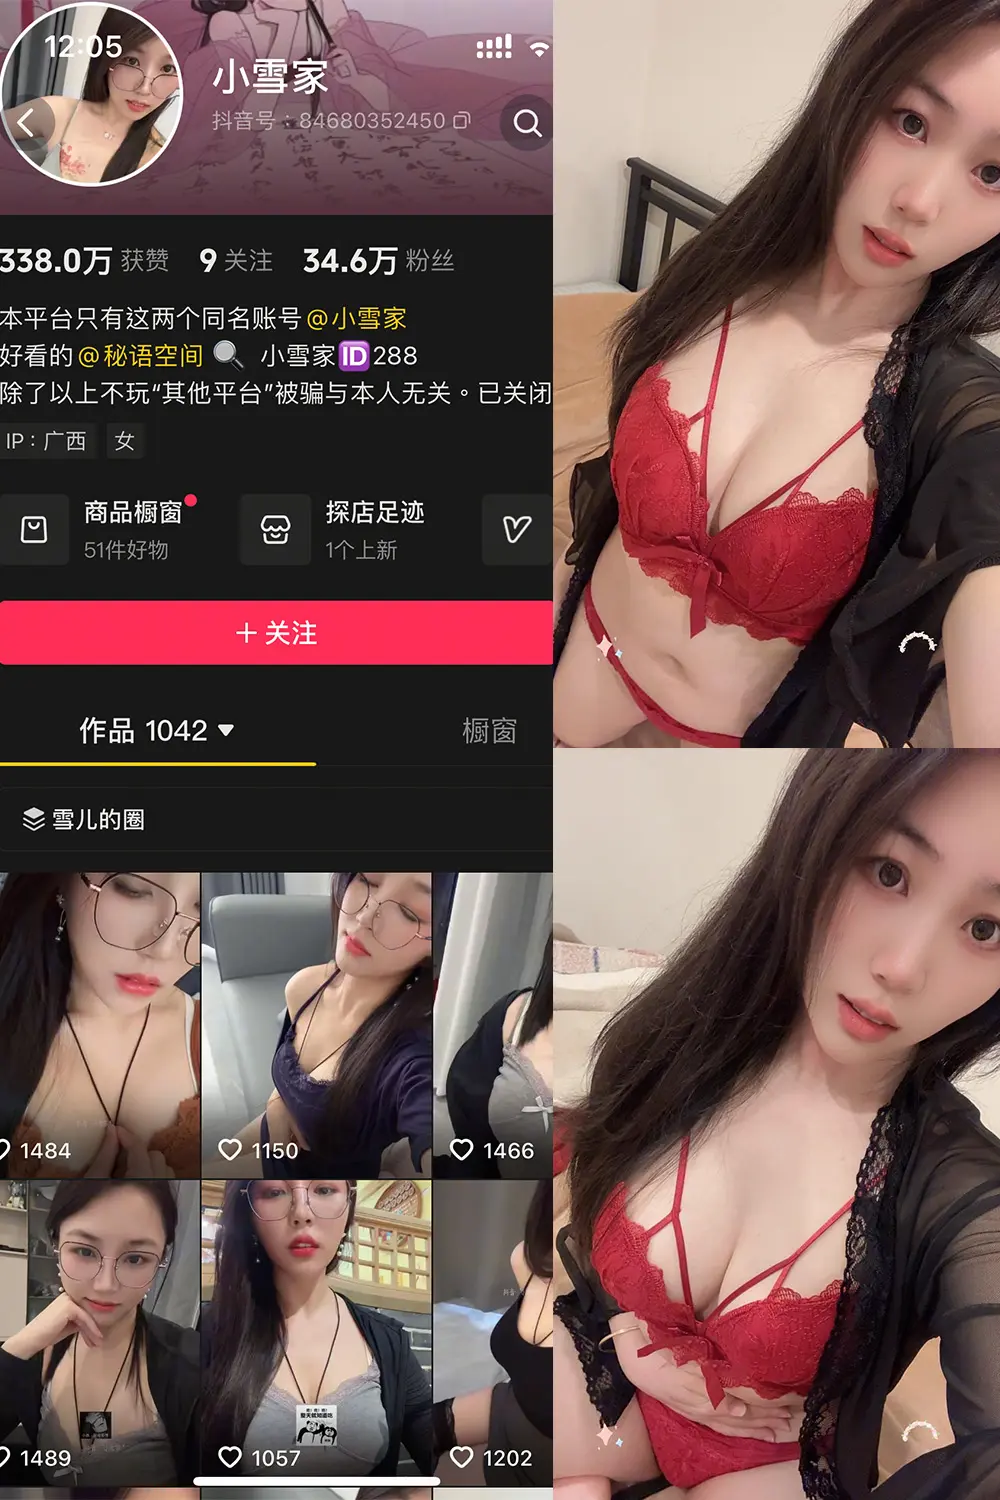 12:05
小雪家
抖音号：84680352450
338.0万 获赞 9 关注 34.6万 粉丝
本平台只有这两个同名账号@小雪家
好看的@秘语空间 🔍 小雪家🆔288
除了以上不玩“其他平台”被骗与本人无关。已关闭
IP：广西 女
商品橱窗 探店足迹
51件好物 1个上新
＋关注
作品 1042 橱窗
雪儿的圈
1484 1150 1466
1489 1057 1202